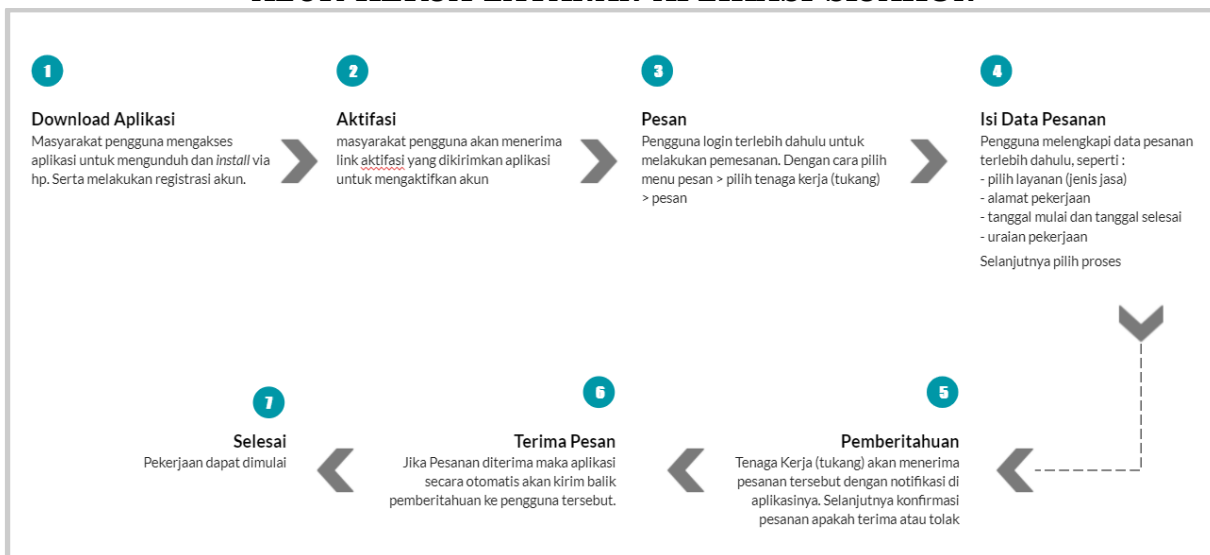 1
Download Aplikasi
Masyarakat pengguna mengakses
aplikasi untuk mengunduh dan install via
hp. Serta melakukan registrasi akun.
2
Aktifasi
masyarakat pengguna akan menerima
link aktifasi yang dikirimkan aplikasi
untuk mengaktifkan akun
3
Pesan
Pengguna login terlebih dahulu untuk
melakukan pemesanan. Dengan cara pilih
menu pesan > pilih tenaga kerja (tukang)
> pesan
4
Isi Data Pesanan
Pengguna melengkapi data pesanan
terlebih dahulu, seperti :
- pilih layanan (jenis jasa)
- alamat pekerjaan
- tanggal mulai dan tanggal selesai
- uraian pekerjaan
Selanjutnya pilih proses
5
Pemberitahuan
Tenaga Kerja (tukang) akan menerima
pesanan tersebut dengan notifikasi di
aplikasinya. Selanjutnya konfirmasi
pesanan apakah terima atau tolak
6
Terima Pesan
Jika Pesanan diterima maka aplikasi
secara otomatis akan kirim balik
pemberitahuan ke pengguna tersebut.
7
Selesai
Pekerjaan dapat dimulai